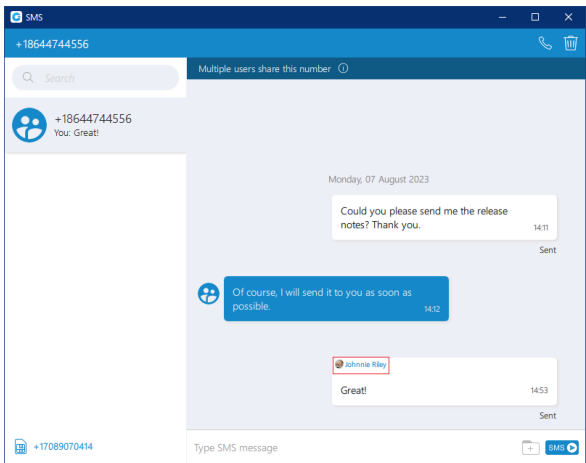 SMS
+18644744556
Search
Multiple users share this number
+18644744556
You: Great!
Monday, 07 August 2023
Could you please send me the release
notes? Thank you.
14:11
Sent
Of course, I will send it to you as soon as
possible.
14:12
Johnnie Riley
Great!
14:53
Sent
+17089070414
Type SMS message
SMS